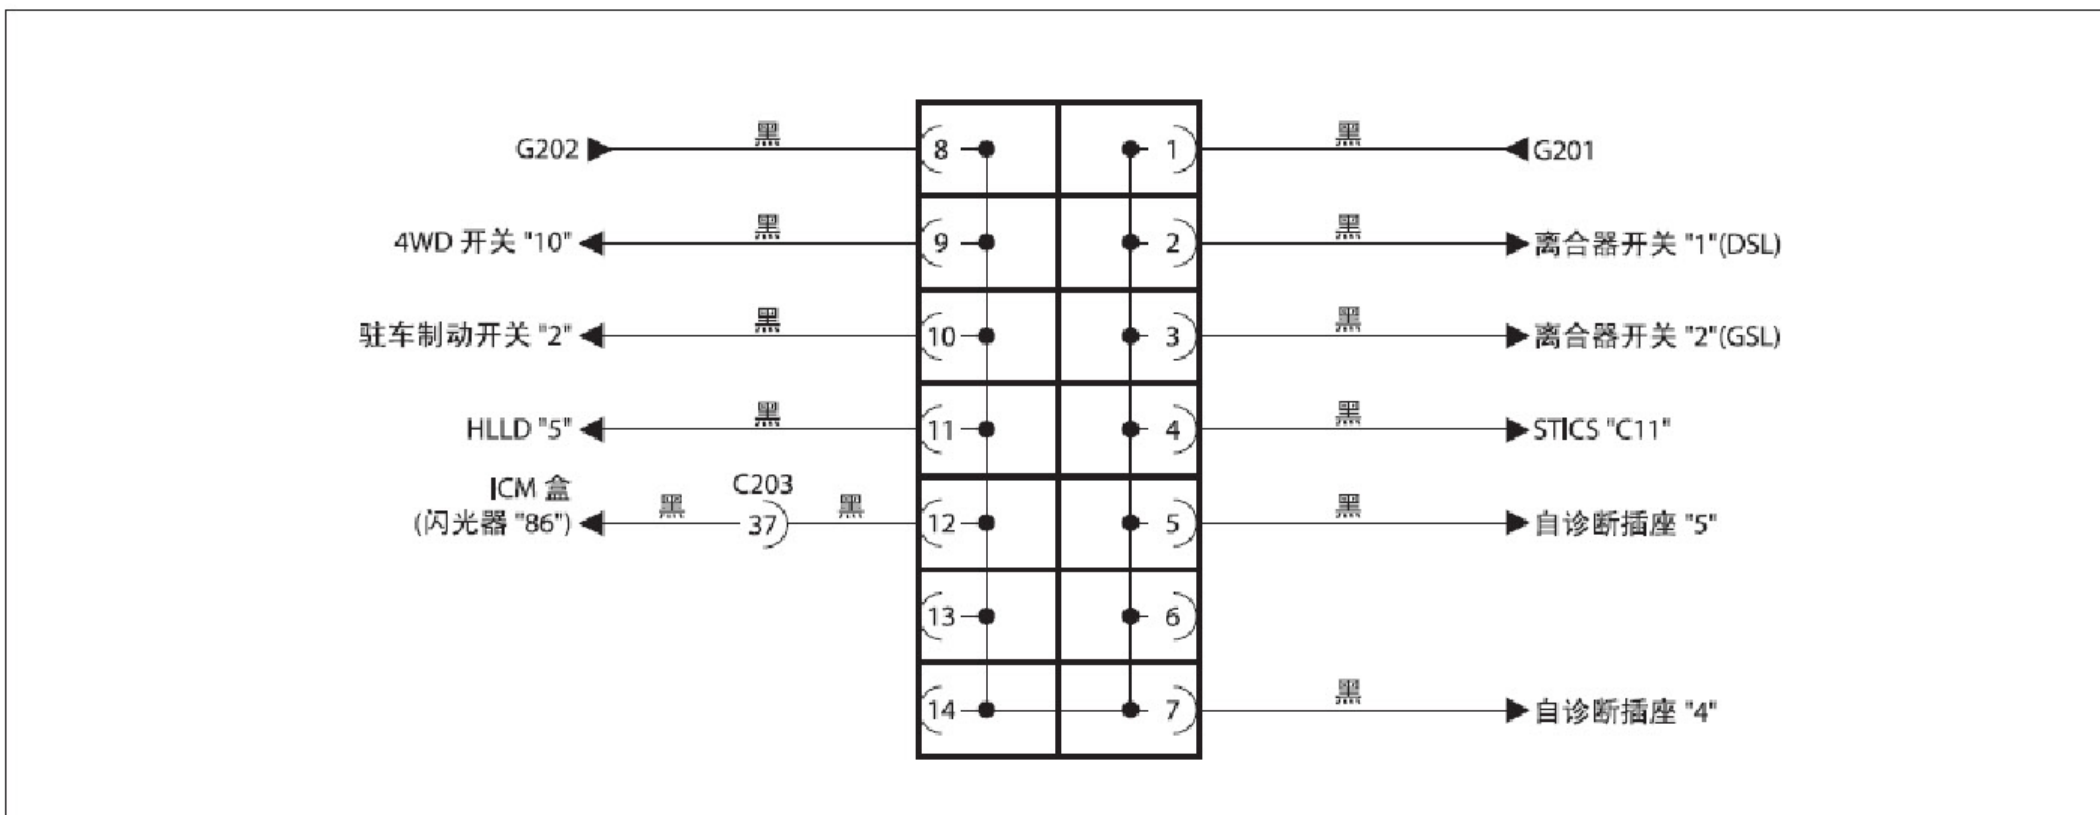 黑
黑
G202
8
1
G201
黑
黑
4WD 开关 "10"
9
2
离合器开关 "1"(DSL)
黑
黑
驻车制动开关 "2"
10
3
离合器开关 "2"(GSL)
黑
黑
HLLD "5"
11
4
STICS "C11"
ICM 盒
C203
黑
黑
黑
(闪光器 "86")
37
12
5
自诊断插座 "5"
13
6
黑
14
7
自诊断插座 "4"